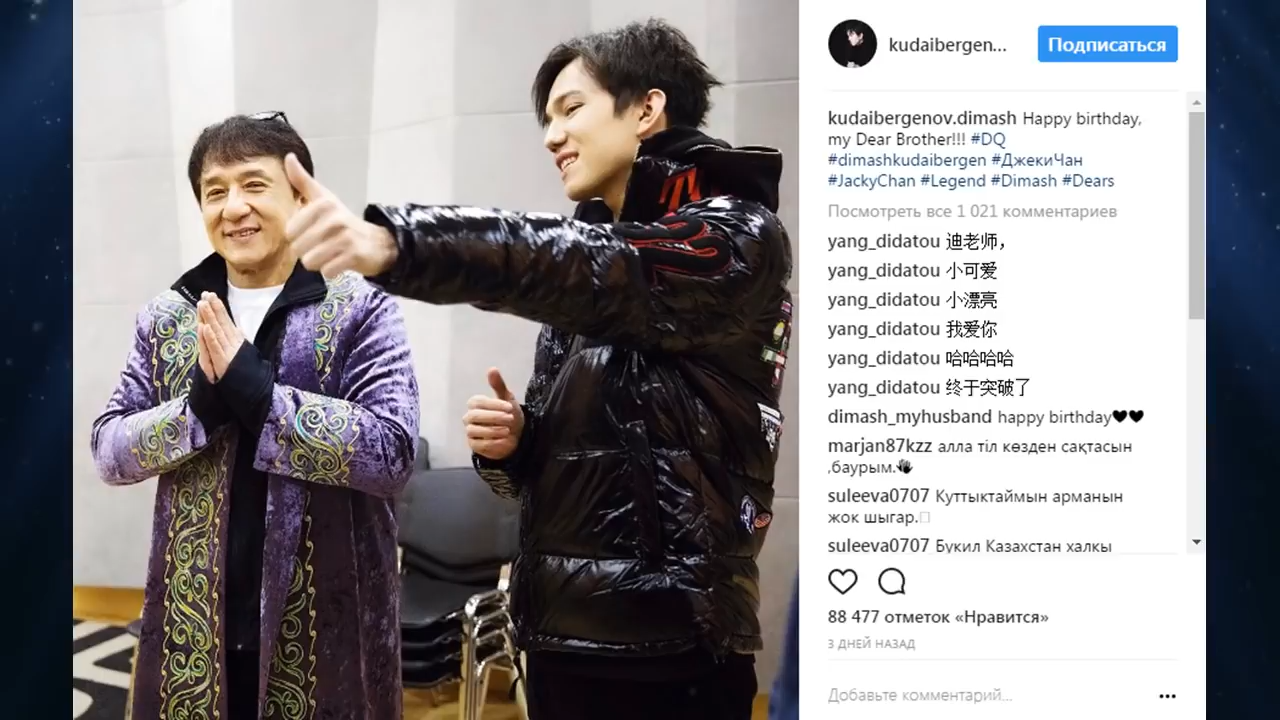 kudaibergen...
Подписаться
kudaibergenov.dimash Happy birthday,
my Dear Brother!!! #DQ
#dimashkudaibergen #ДжекиЧан
#JackyChan #Legend #Dimash #Dears
Посмотреть все 1 021 комментариев
yang_didatou 迪老师，
yang_didatou 小可爱
yang_didatou 小漂亮
yang_didatou 我爱你
yang_didatou 哈哈哈哈
yang_didatou 终于突破了
dimash_myhusband happy birthday🖤🖤
marjan87kzz алла тіл көзден сақтасын
,баурым.👋
suleeva0707 Куттыктаймын арманын
жок шыгар.
suleeva0707 Букил Казахстан халкы
88 477 отметок «Нравится»
3 ДНЕЙ НАЗАД
Добавьте комментарий...